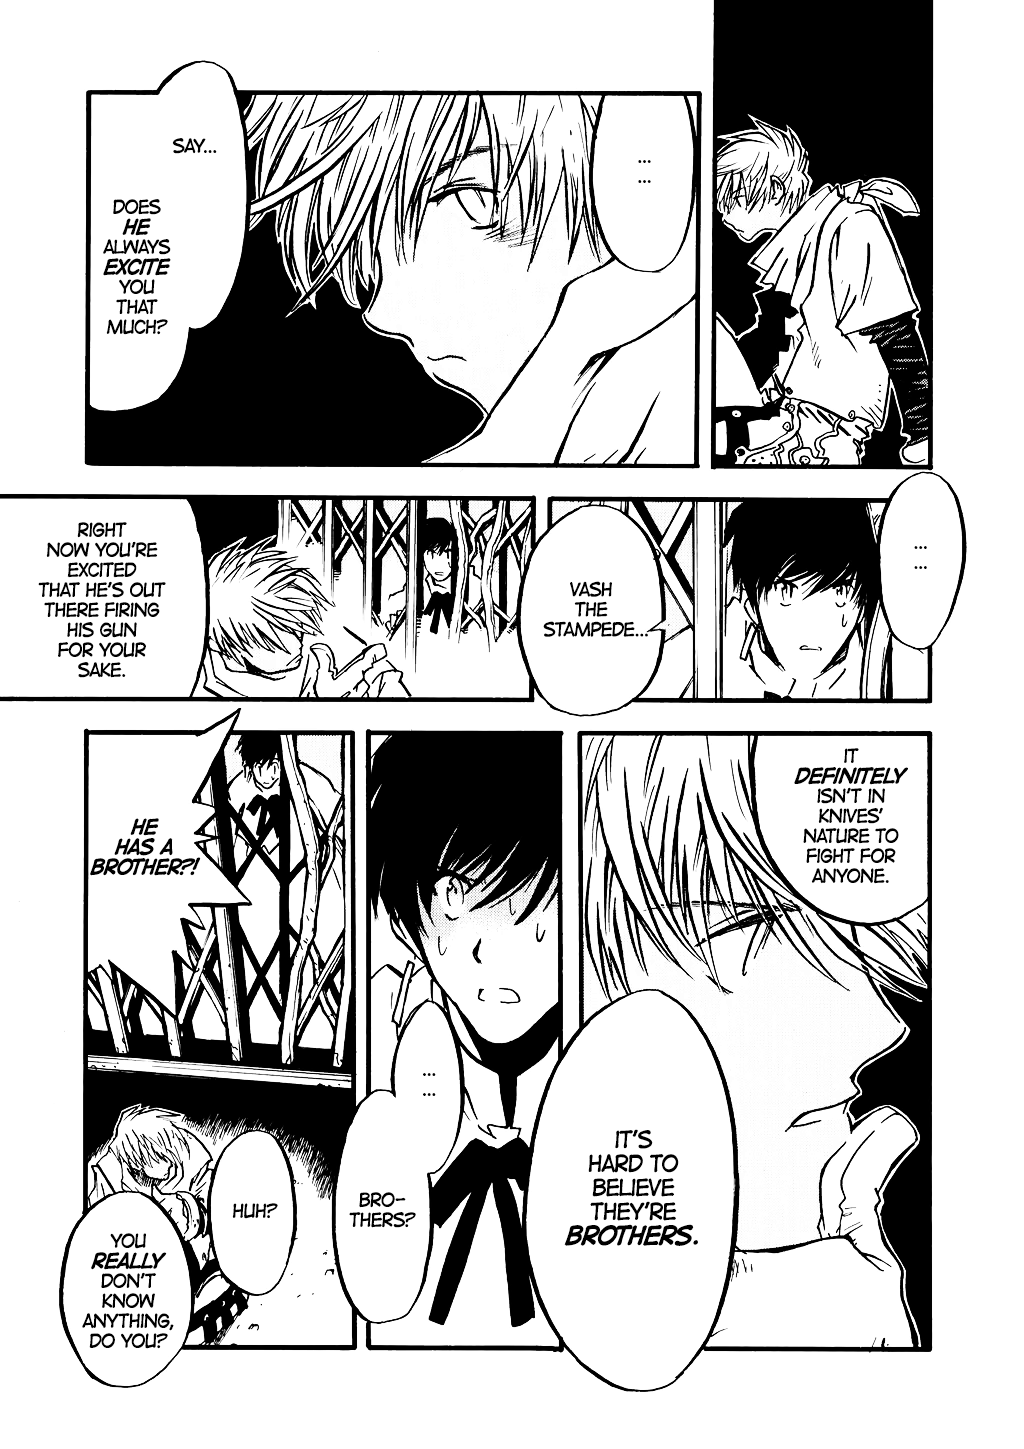 ...
...
SAY...
DOES
HE
ALWAYS
EXCITE
YOU
THAT
MUCH?
...
...
VASH
THE
STAMPEDE...
RIGHT
NOW YOU'RE
EXCITED
THAT HE'S OUT
THERE FIRING
HIS GUN
FOR YOUR
SAKE.
IT
DEFINITELY
ISN'T IN
KNIVES'
NATURE TO
FIGHT FOR
ANYONE.
IT'S
HARD TO
BELIEVE
THEY'RE
BROTHERS.
...
...
BRO-
THERS?
HE
HAS A
BROTHER?!
HUH?
YOU
REALLY
DON'T
KNOW
ANYTHING,
DO YOU?